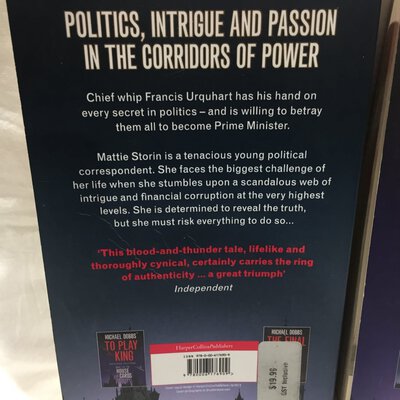 POLITICS, INTRIGUE AND PASSION
IN THE CORRIDORS OF POWER
Chief whip Francis Urquhart has his hand on
every secret in politics – and is willing to betray
them all to become Prime Minister.
Mattie Storin is a tenacious young political
correspondent. She faces the biggest challenge of
her life when she stumbles upon a scandalous web of
intrigue and financial corruption at the very highest
levels. She is determined to reveal the truth,
but she must risk everything to do so...
‘This blood-and-thunder tale, lifelike and
thoroughly cynical, certainly carries the ring
of authenticity ... a great triumph’
Independent
MICHAEL DOBBS
TO PLAY
KING
HOUSE
CARDS
HarperCollinsPublishers
ISBN
MICHAEL DOBBS
THE FINAL
$19.99
GST Inclusive